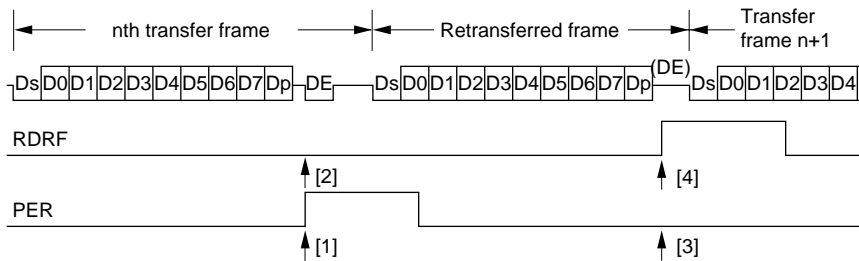 nth transfer frame
Retransferred frame
Transfer
frame n+1
(DE)
Ds D0 D1 D2 D3 D4 D5 D6 D7 Dp DE Ds D0 D1 D2 D3 D4 D5 D6 D7 Dp Ds D0 D1 D2 D3 D4
RDRF
[2] [4]
PER
[1] [3]